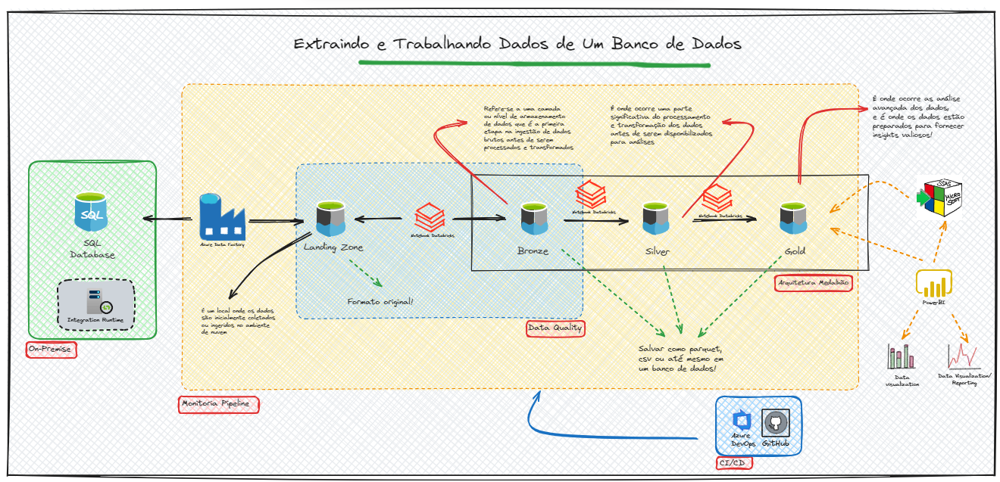 Extraindo e Trabalhando Dados de Um Banco de Dados
Refere-se a uma camada
ou nível de armazenamento
de dados que é a primeira
etapa na ingestão de dados
brutos antes de serem
processados e transformados
É onde ocorre uma parte
significativa do processamento
e transformação dos dados
antes de serem disponibilizados
para análises
É onde ocorre as análise
avançada dos dados,
e é onde os dados estão
preparados para fornecer
insights valiosos!
SQL
SQL
Database
Integration Runtime
On-Premise
Azure Data Factory
Landing Zone
Notebook Databricks
Bronze
Notebook Databricks
Silver
Notebook Databricks
Gold
SSAS
MICRO
SOFT
Arquitetura Medalhão
PowerBI
Formato original!
É um local onde os dados
são inicialmente coletados
ou ingeridos no ambiente
de nuvem
Data Quality
Salvar como parquet,
csv ou até mesmo em
um banco de dados!
Data
visualization
Data Visualization/
Reporting
Monitoria Pipeline
Azure
DevOps
GitHub
CI/CD